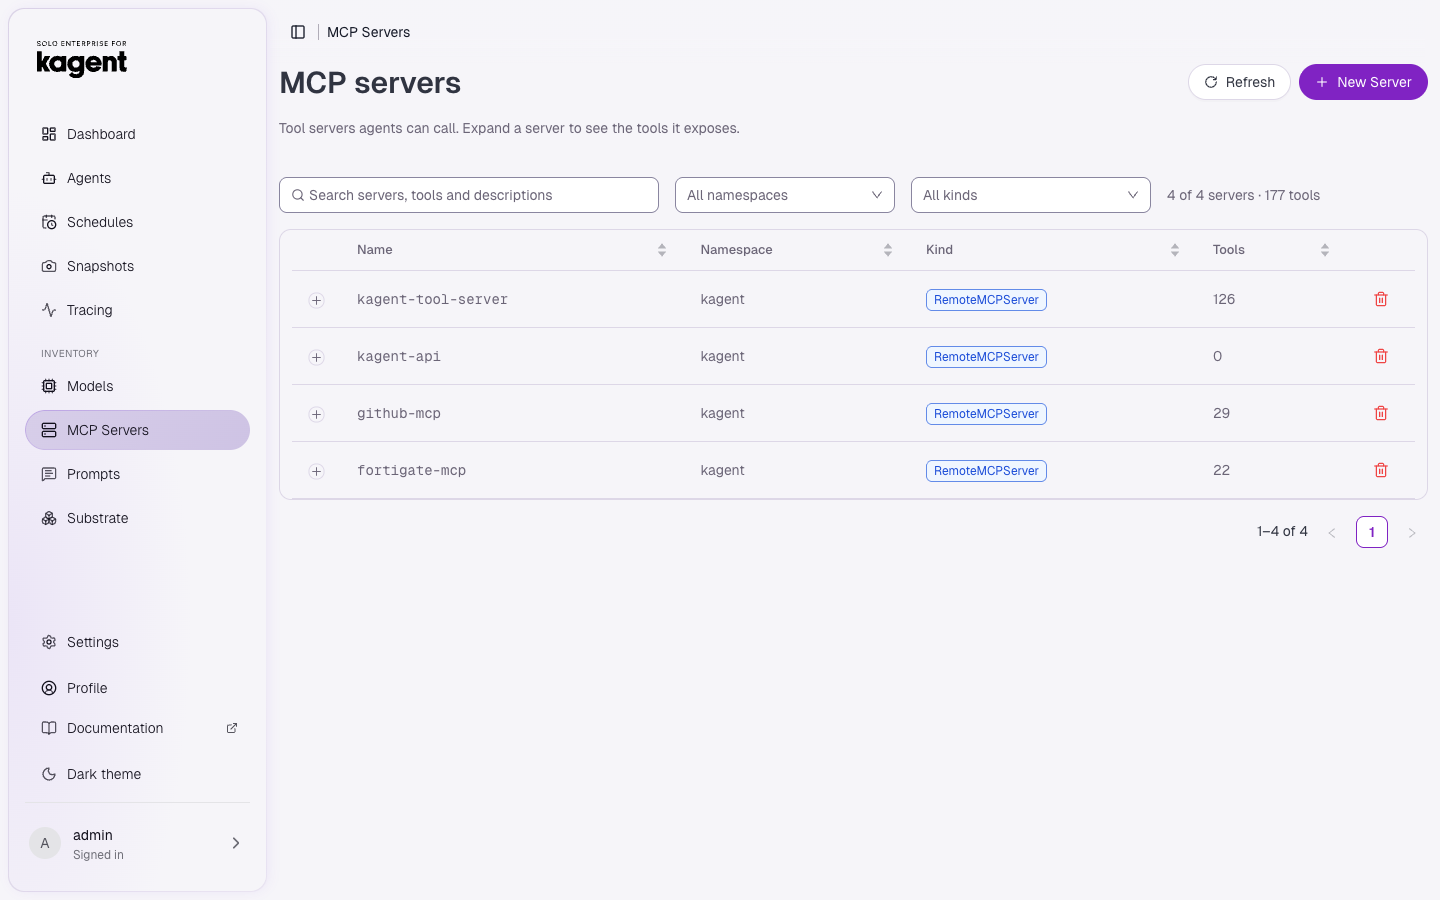 SOLO ENTERPRISE FOR
kagent
Dashboard
Agents
Schedules
Snapshots
Tracing
INVENTORY
Models
MCP Servers
Prompts
Substrate
Settings
Profile
Documentation
Dark theme
A
admin
Signed in
MCP Servers
MCP servers
Refresh
New Server
Tool servers agents can call. Expand a server to see the tools it exposes.
Search servers, tools and descriptions
All namespaces
All kinds
4 of 4 servers · 177 tools
Name Namespace Kind Tools
kagent-tool-server kagent RemoteMCPServer 126
kagent-api kagent RemoteMCPServer 0
github-mcp kagent RemoteMCPServer 29
fortigate-mcp kagent RemoteMCPServer 22
1–4 of 4
1